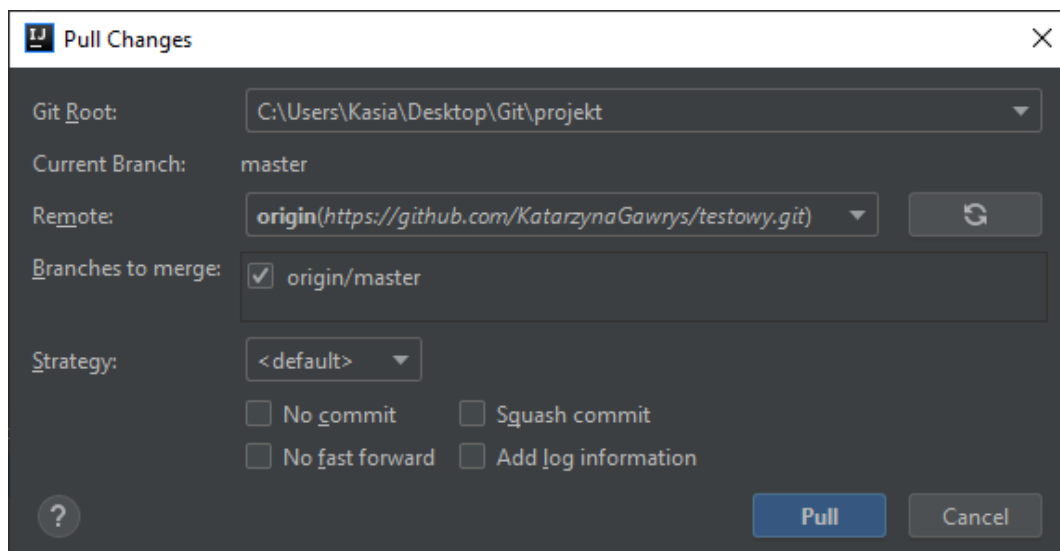 IJ Pull Changes
Git Root: C:\Users\Kasia\Desktop\Git\projekt
Current Branch: master
Remote: origin(https://github.com/KatarzynaGawrys/testowy.git)
Branches to merge: origin/master
Strategy: <default>
No commit Squash commit
No fast forward Add log information
? Pull Cancel